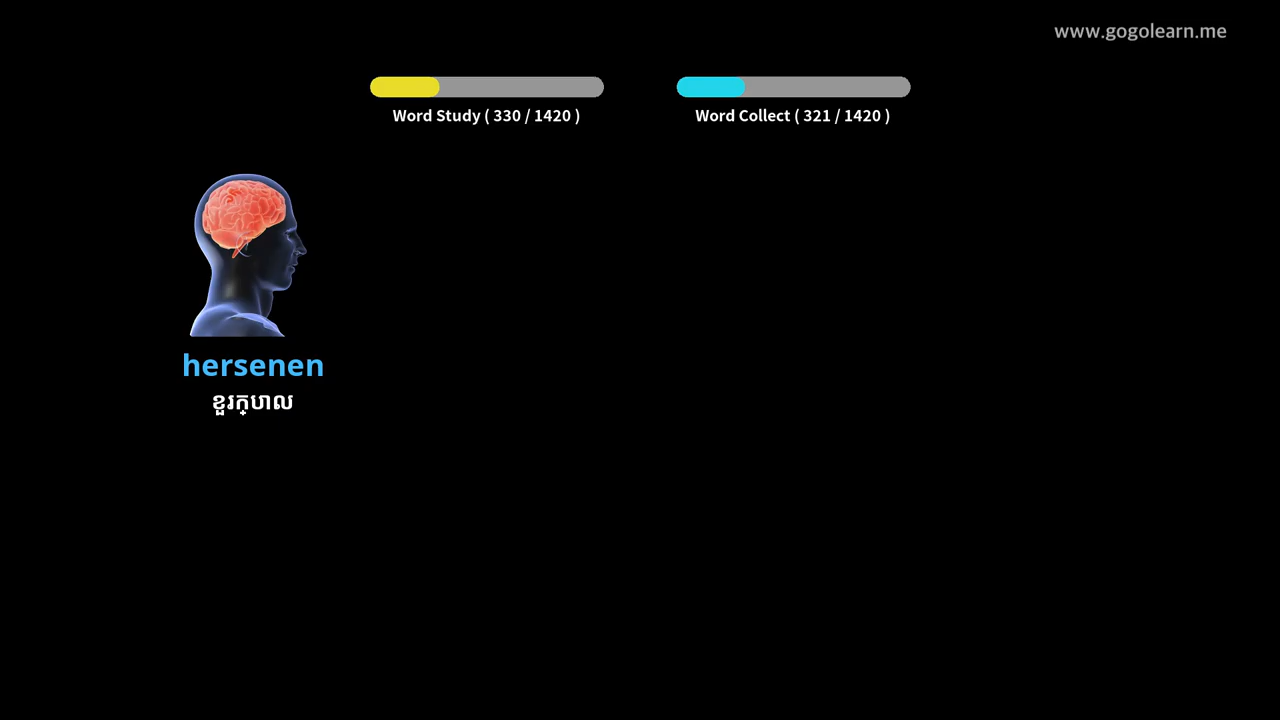 www.gogolearn.me
Word Study ( 330 / 1420 )
Word Collect ( 321 / 1420 )
hersenen
ខួរក្បាល